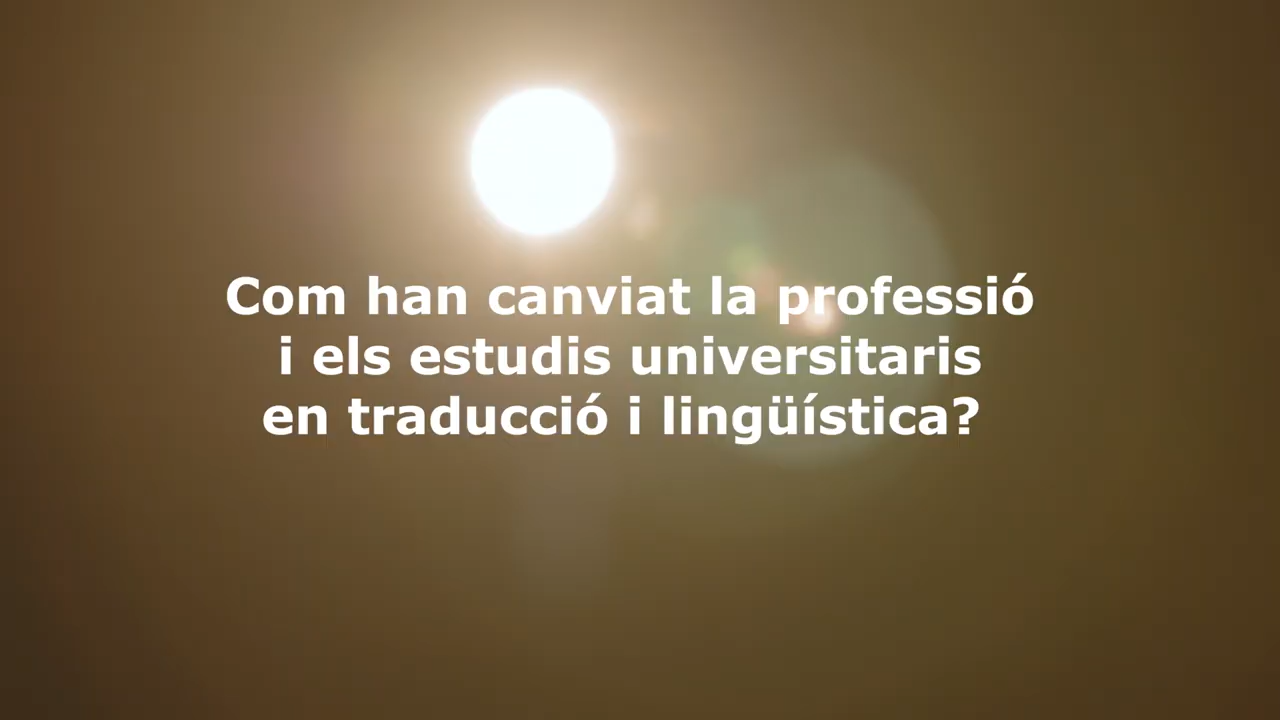 Com han canviat la professió
i els estudis universitaris
en traducció i lingüística?